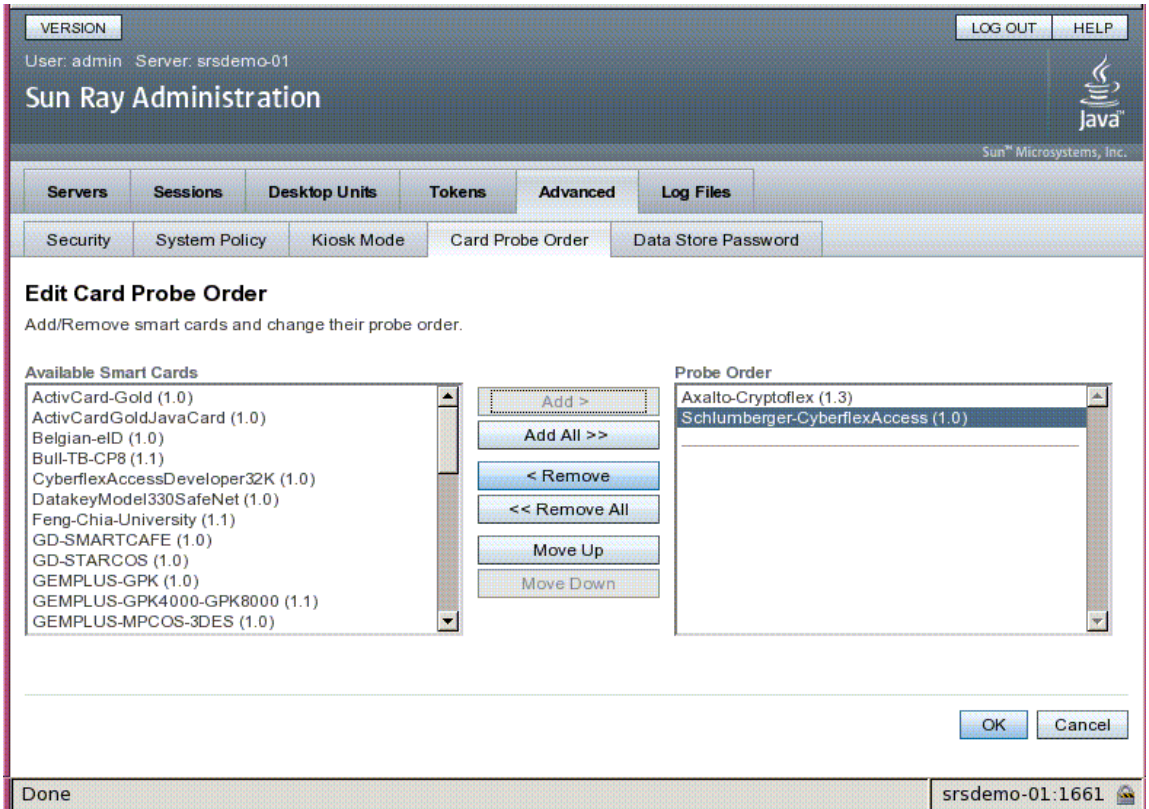 VERSION
LOG OUT
HELP
User: admin Server: srsdemo-01
Sun Ray Administration
Java™
Sun™ Microsystems, Inc.
Servers
Sessions
Desktop Units
Tokens
Advanced
Log Files
Security
System Policy
Kiosk Mode
Card Probe Order
Data Store Password
Edit Card Probe Order
Add/Remove smart cards and change their probe order.
Available Smart Cards
ActivCard-Gold (1.0)
ActivCardGoldJavaCard (1.0)
Belgian-eID (1.0)
Bull-TB-CP8 (1.1)
CyberflexAccessDeveloper32K (1.0)
DatakeyModel330SafeNet (1.0)
Feng-Chia-University (1.1)
GD-SMARTCAFE (1.0)
GD-STARCOS (1.0)
GEMPLUS-GPK (1.0)
GEMPLUS-GPK4000-GPK8000 (1.1)
GEMPLUS-MPCOS-3DES (1.0)
Add >
Add All >>
< Remove
<< Remove All
Move Up
Move Down
Probe Order
Axalto-Cryptoflex (1.3)
Schlumberger-CyberflexAccess (1.0)
OK
Cancel
Done
srsdemo-01:1661